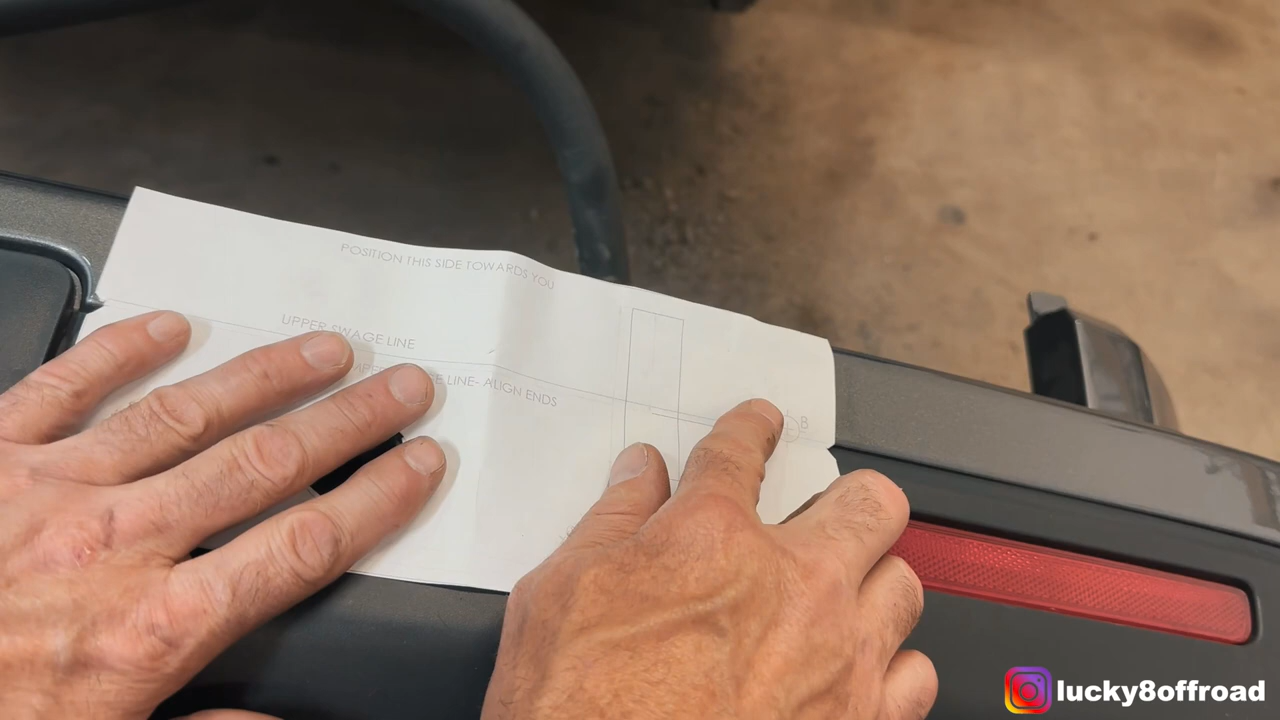 POSITION THIS SIDE TOWARDS YOU
UPPER SWAGE LINE
LINE- ALIGN ENDS
B
lucky8offroad